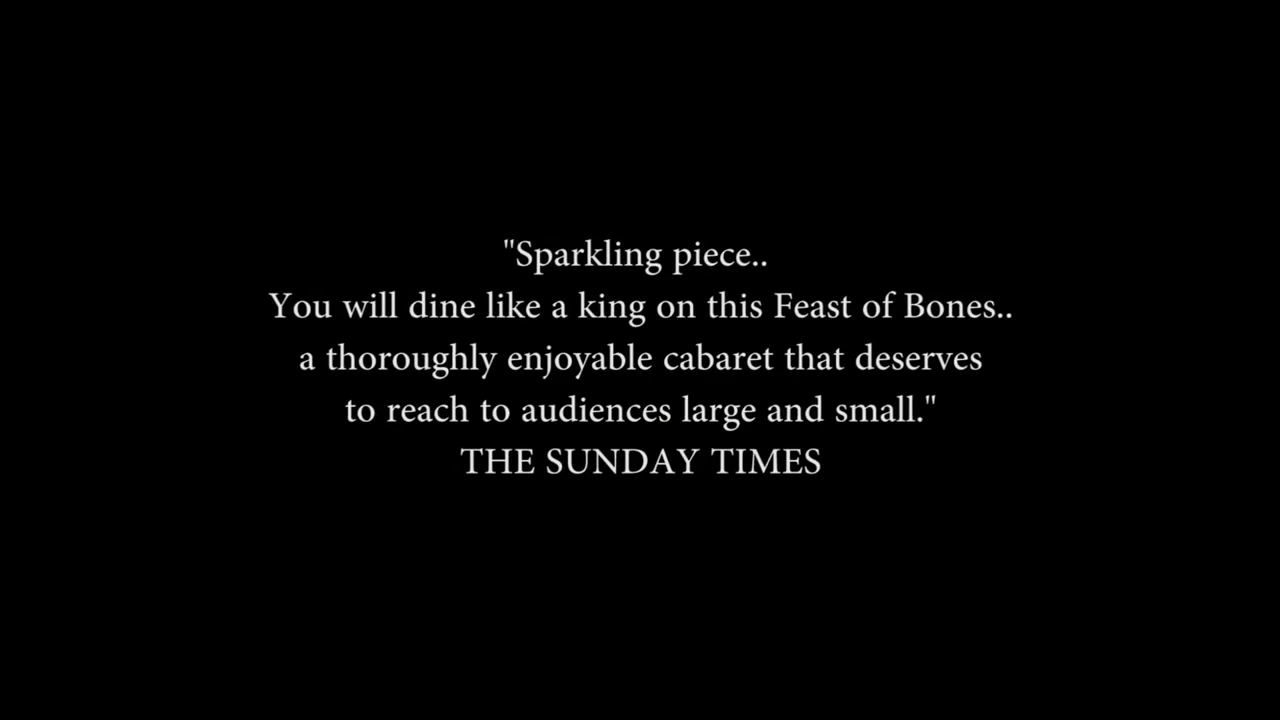 "Sparkling piece..
You will dine like a king on this Feast of Bones..
a thoroughly enjoyable cabaret that deserves
to reach to audiences large and small."
THE SUNDAY TIMES